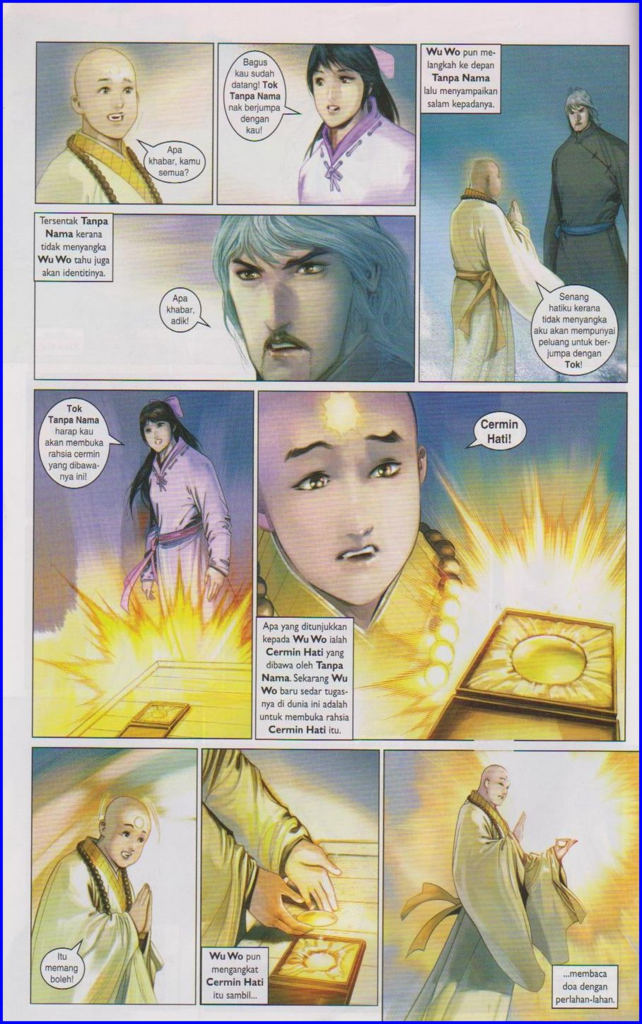 Apa
khabar, kamu
semua?
Bagus
kau sudah
datang! Tok
Tanpa Nama
nak berjumpa
dengan
kau!
Wu Wo pun me-
langkah ke depan
Tanpa Nama
lalu menyampaikan
salam kepadanya.
Senang
hatiku kerana
tidak menyangka
aku akan mempunyai
peluang untuk ber-
jumpa dengan
Tok!
Tersentak Tanpa
Nama kerana
tidak menyangka
Wu Wo tahu juga
akan identitinya.
Apa
khabar,
adik!
Tok
Tanpa Nama
harap kau
akan membuka
rahsia cermin
yang dibawa-
nya ini!
Cermin
Hati!
Apa yang ditunjukkan
kepada Wu Wo ialah
Cermin Hati yang
dibawa oleh Tanpa
Nama. Sekarang Wu
Wo baru sedar tugas-
nya di dunia ini adalah
untuk membuka rahsia
Cermin Hati itu.
Itu
memang
boleh!
Wu Wo pun
mengangkat
Cermin Hati
itu sambil...
...membaca
doa dengan
perlahan-lahan.